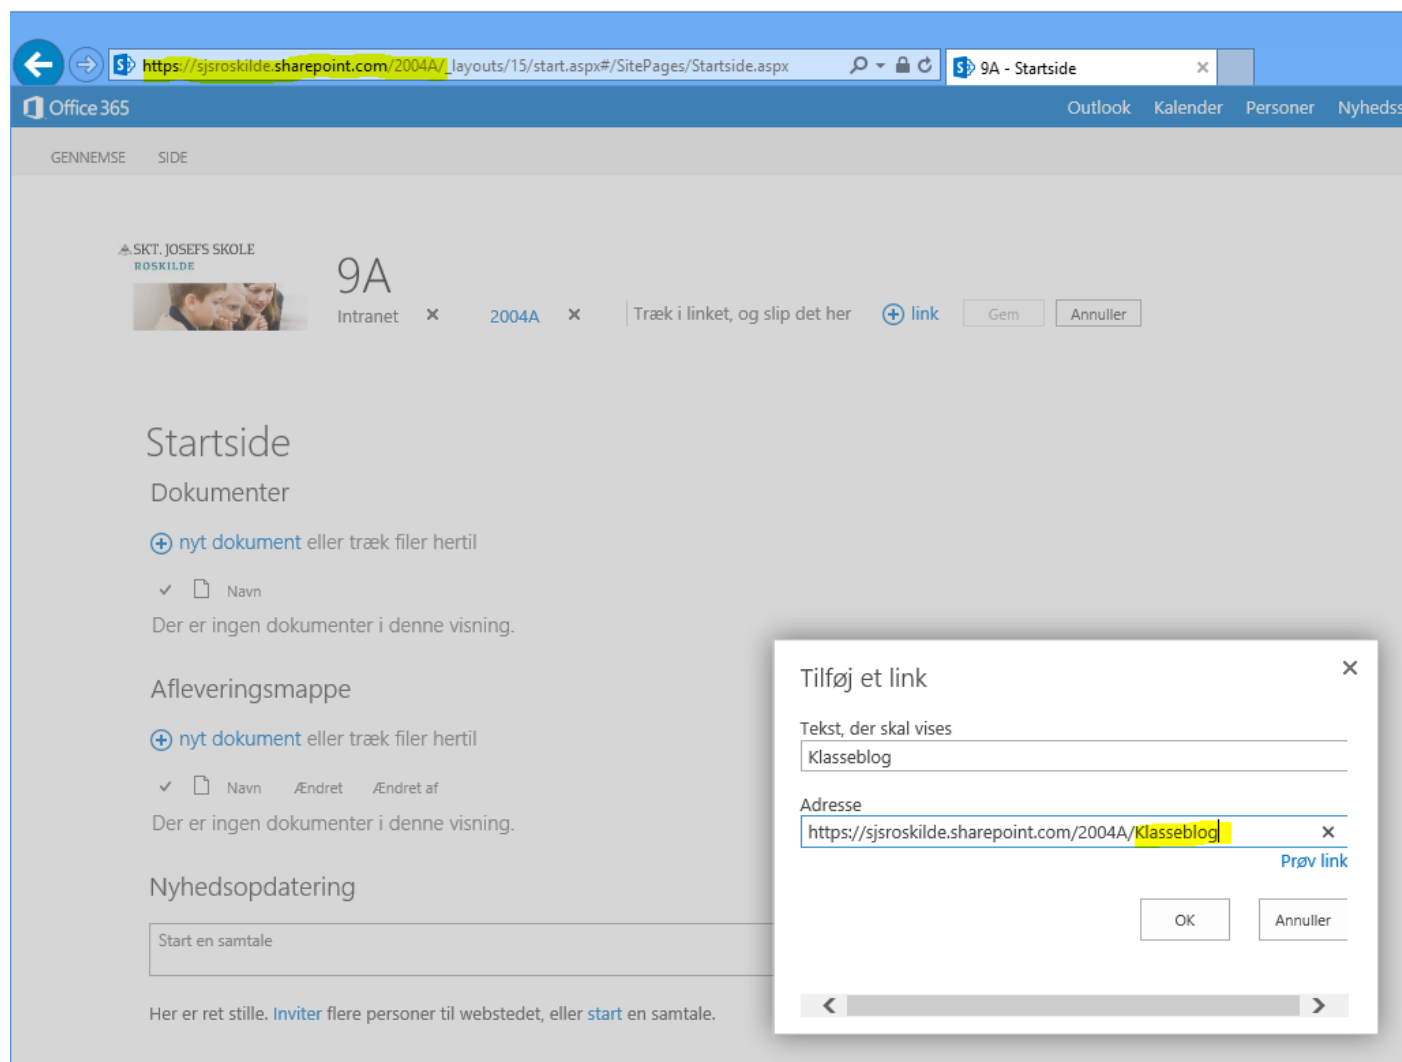 https://sjsroskilde.sharepoint.com/2004A/_layouts/15/start.aspx#/SitePages/Startside.aspx
9A - Startside
Office 365
Outlook Kalender Personer Nyhedss
GENNEMSE SIDE
SKT. JOSEFS SKOLE
ROSKILDE
9A
Intranet 2004A Træk i linket, og slip det her link Gem Annuller
Startside
Dokumenter
nyt dokument eller træk filer hertil
Navn
Der er ingen dokumenter i denne visning.
Afleveringsmappe
nyt dokument eller træk filer hertil
Navn Ændret Ændret af
Der er ingen dokumenter i denne visning.
Nyhedsopdatering
Start en samtale
Her er ret stille. Inviter flere personer til webstedet, eller start en samtale.
Tilføj et link
Tekst, der skal vises
Klasseblog
Adresse
https://sjsroskilde.sharepoint.com/2004A/Klasseblog
Prøv link
OK Annuller